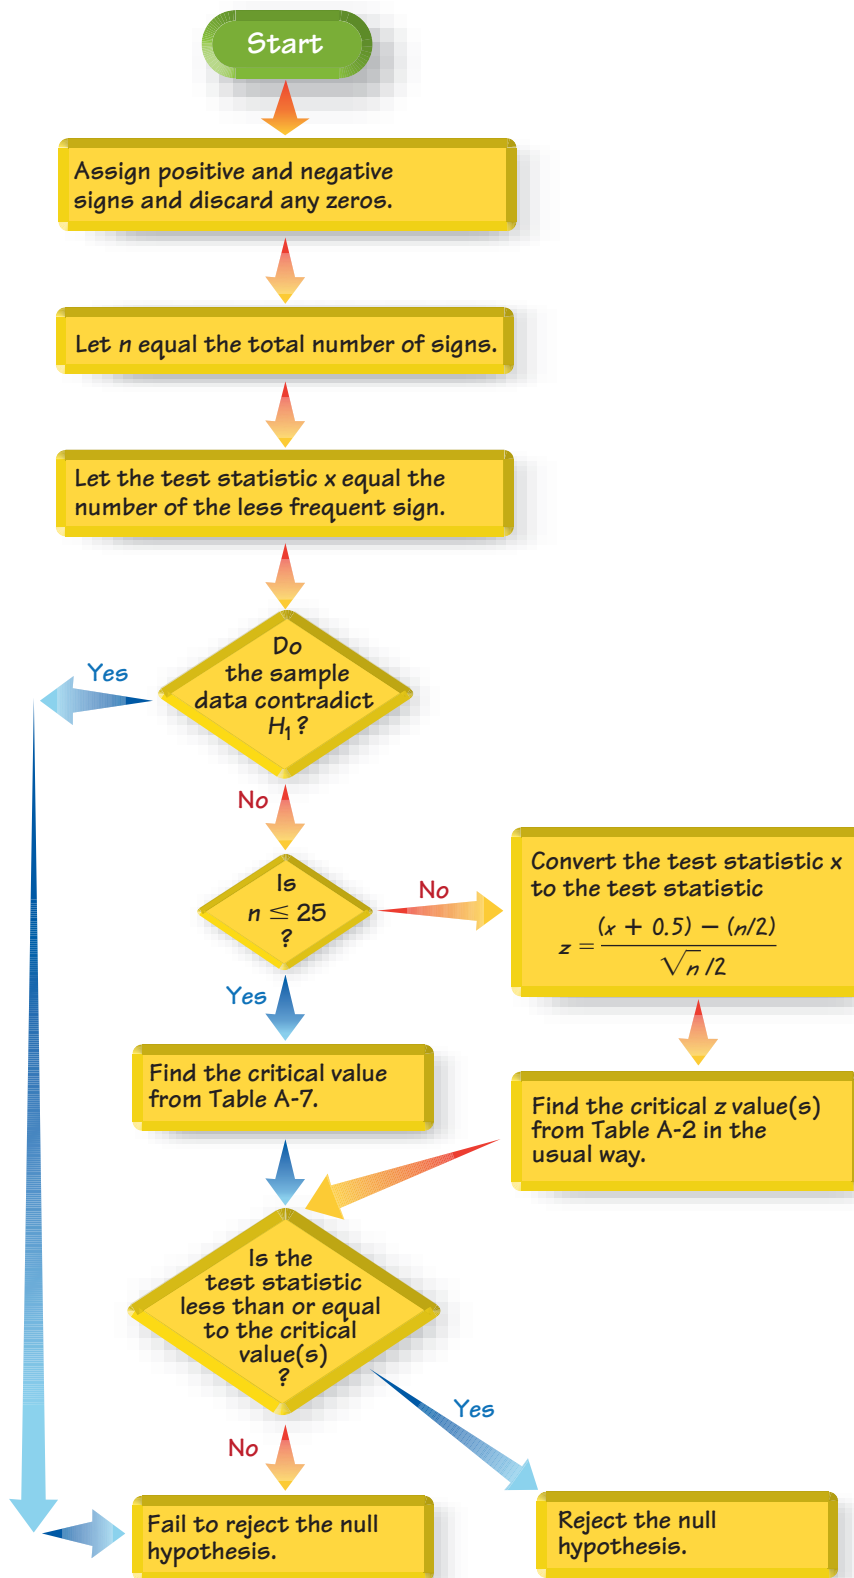 Start
Assign positive and negative
signs and discard any zeros.
Let n equal the total number of signs.
Let the test statistic x equal the
number of the less frequent sign.
Do
the sample
data contradict
H₁?
Yes
No
Is
n ≤ 25
?
No
Convert the test statistic x
to the test statistic
z = (x + 0.5) − (n/2) / √n/2
Yes
Find the critical value
from Table A-7.
Find the critical z value(s)
from Table A-2 in the
usual way.
Is the
test statistic
less than or equal
to the critical
value(s)
?
Yes
No
Fail to reject the null
hypothesis.
Reject the null
hypothesis.